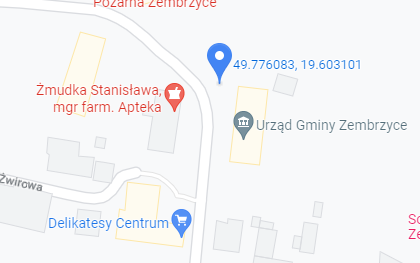 Pożarna Zembrzyce
49.776083, 19.603101
Żmudka Stanisława,
mgr farm. Apteka
Urząd Gminy Zembrzyce
Żwirowa
Delikatesy Centrum